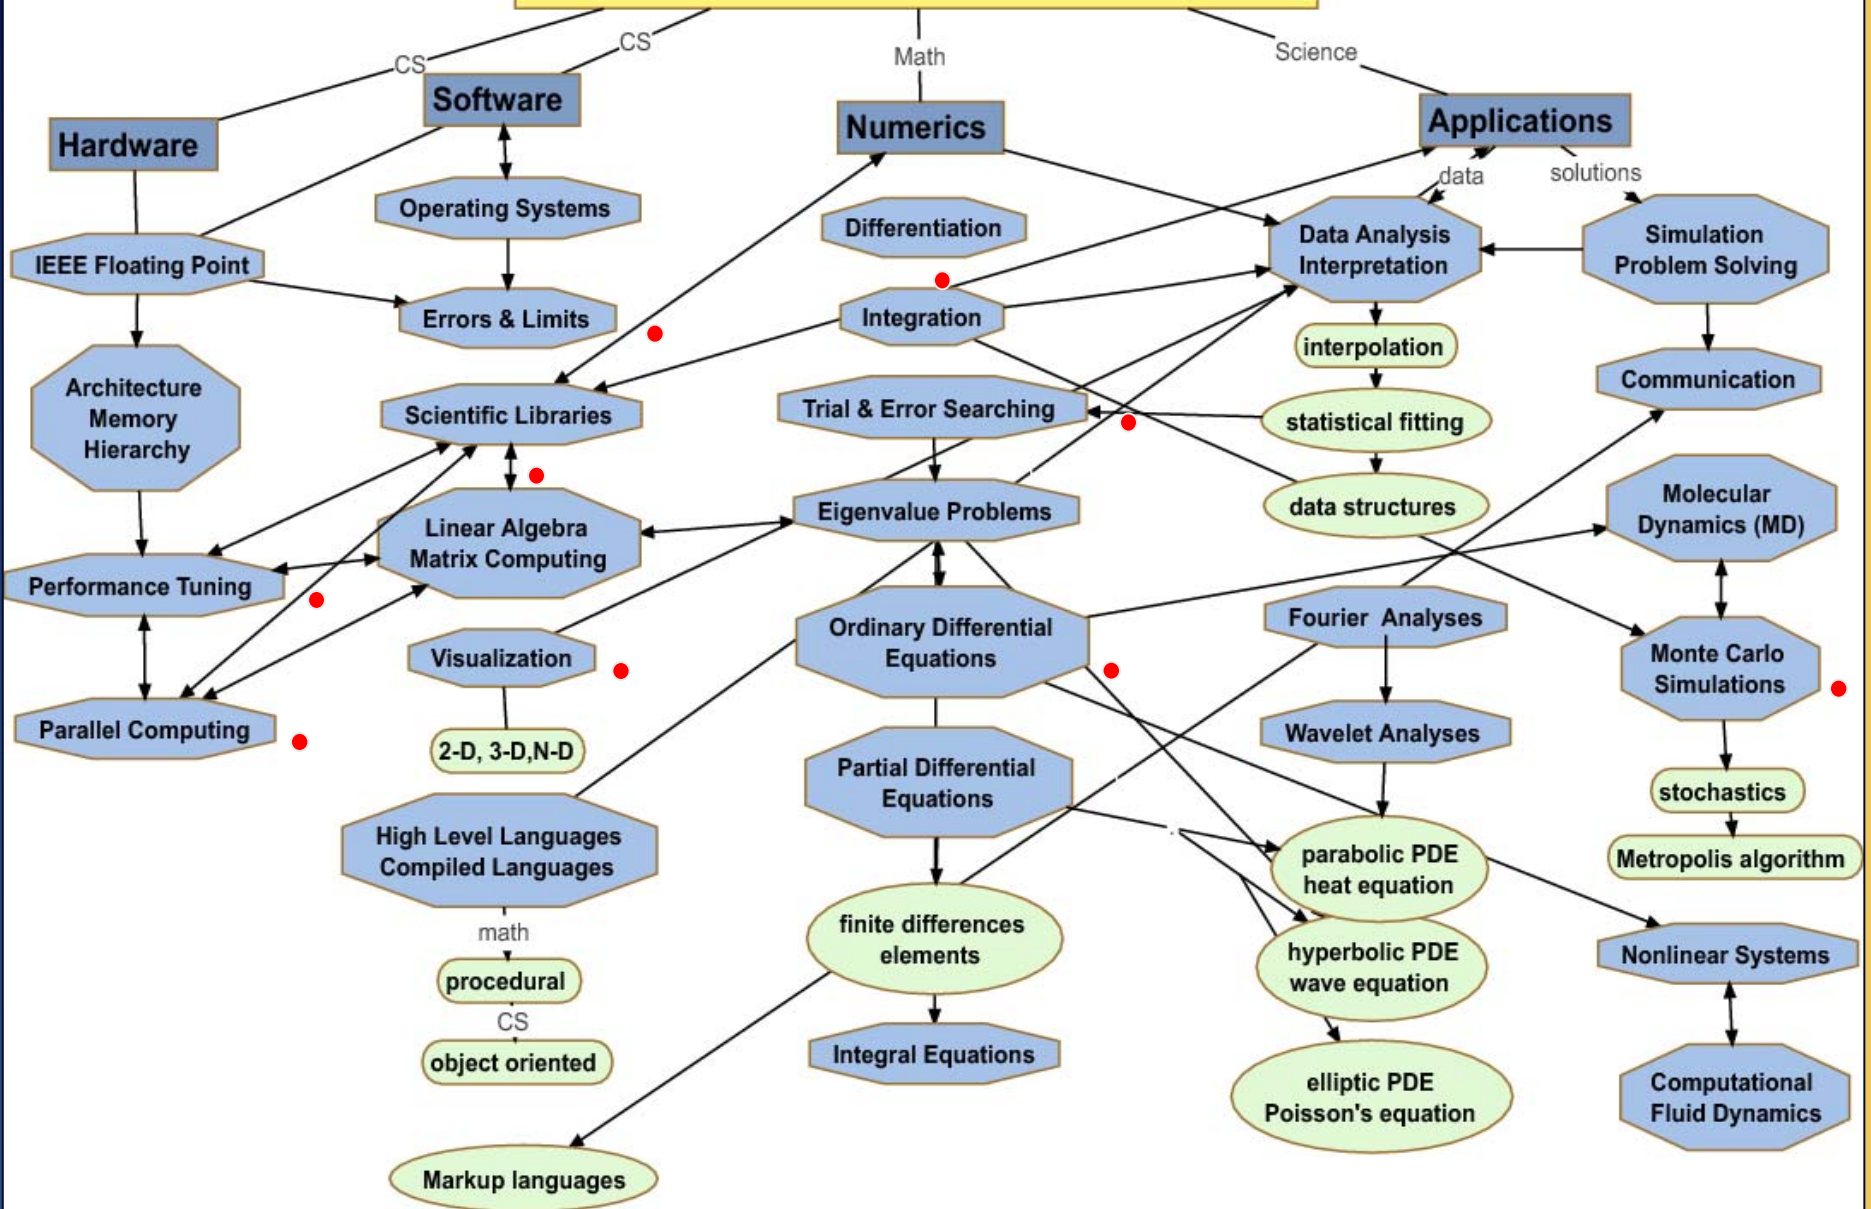 CS
CS
Math
Science
Hardware
Software
Numerics
Applications
data
solutions
IEEE Floating Point
Operating Systems
Differentiation
Data Analysis
Interpretation
Simulation
Problem Solving
Errors & Limits
Integration
interpolation
Communication
Architecture
Memory
Hierarchy
Scientific Libraries
Trial & Error Searching
statistical fitting
Linear Algebra
Matrix Computing
Eigenvalue Problems
data structures
Molecular
Dynamics (MD)
Performance Tuning
Ordinary Differential
Equations
Fourier Analyses
Monte Carlo
Simulations
Visualization
Parallel Computing
2-D, 3-D,N-D
Partial Differential
Equations
Wavelet Analyses
stochastics
High Level Languages
Compiled Languages
parabolic PDE
heat equation
Metropolis algorithm
math
finite differences
elements
procedural
hyperbolic PDE
wave equation
Nonlinear Systems
CS
object oriented
Integral Equations
elliptic PDE
Poisson's equation
Computational
Fluid Dynamics
Markup languages